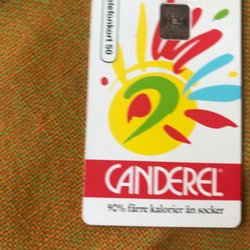 Telefonkort 50
CANDEREL
90% färre kalorier än socker